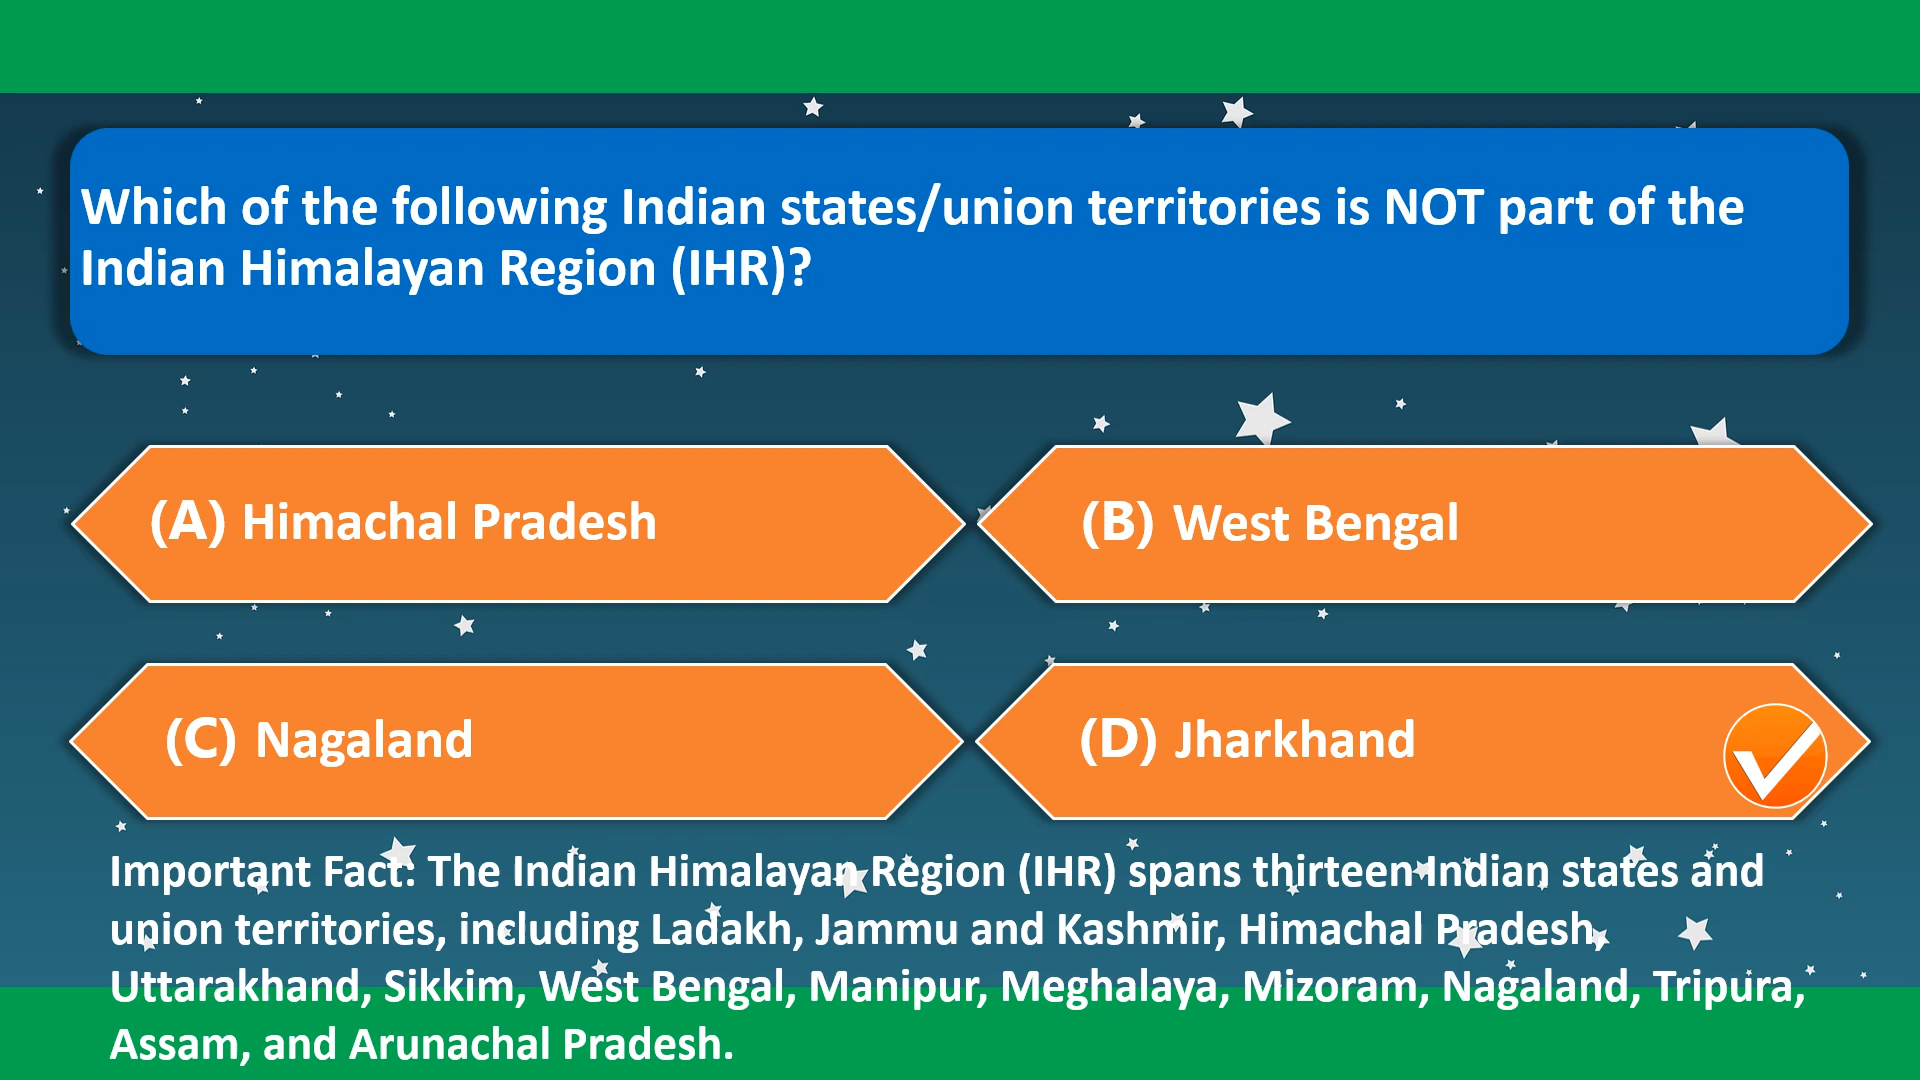 Which of the following Indian states/union territories is NOT part of the
Indian Himalayan Region (IHR)?
(A) Himachal Pradesh
(B) West Bengal
(C) Nagaland
(D) Jharkhand
Important Fact: The Indian Himalayan Region (IHR) spans thirteen Indian states and
union territories, including Ladakh, Jammu and Kashmir, Himachal Pradesh,
Uttarakhand, Sikkim, West Bengal, Manipur, Meghalaya, Mizoram, Nagaland, Tripura,
Assam, and Arunachal Pradesh.